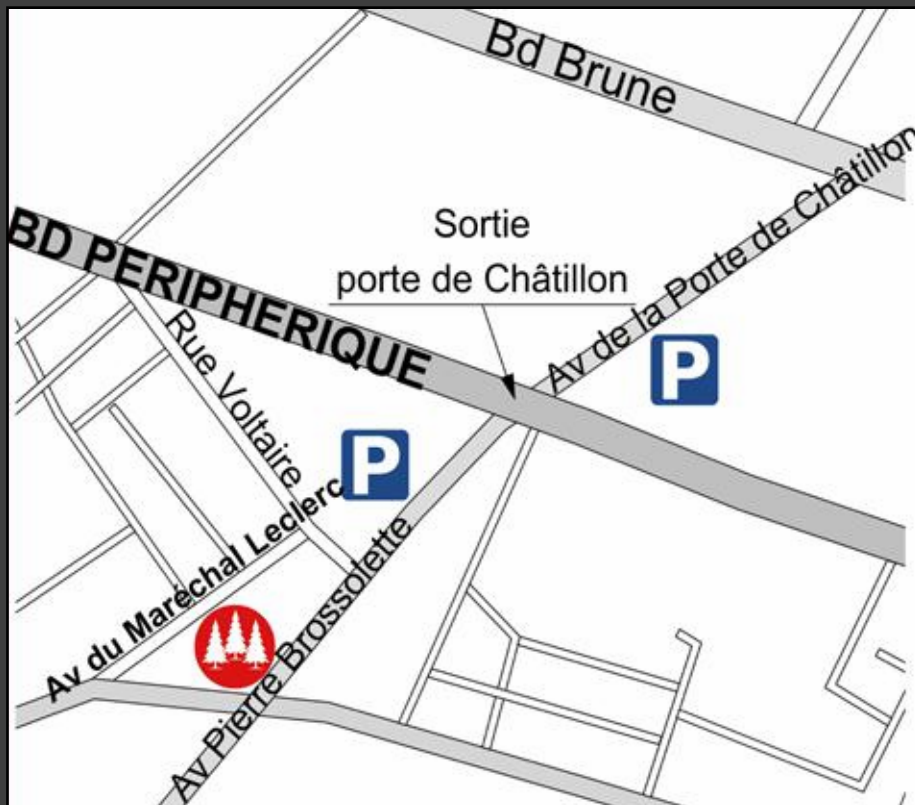 Bd Brune
Av de la Porte de Châtillon
Sortie
porte de Châtillon
BD PERIPHERIQUE
P
Rue Voltaire
P
Av du Maréchal Leclerc
Av Pierre Brossolette